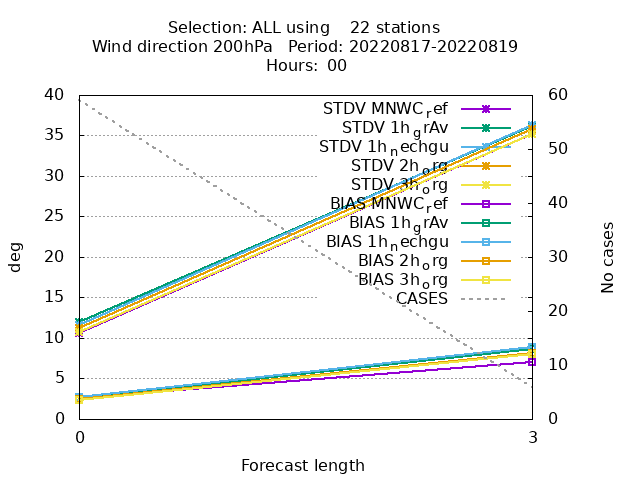 Selection: ALL using 22 stations
Wind direction 200hPa Period: 20220817-20220819
Hours: 00
40
35
30
25
20
15
10
5
0
60
50
40
30
20
10
0
0
3
deg
No cases
Forecast length
STDV MNWC_ref
STDV 1h_grAv
STDV 1h_nechgu
STDV 2h_org
STDV 3h_org
BIAS MNWC_ref
BIAS 1h_grAv
BIAS 1h_nechgu
BIAS 2h_org
BIAS 3h_org
CASES